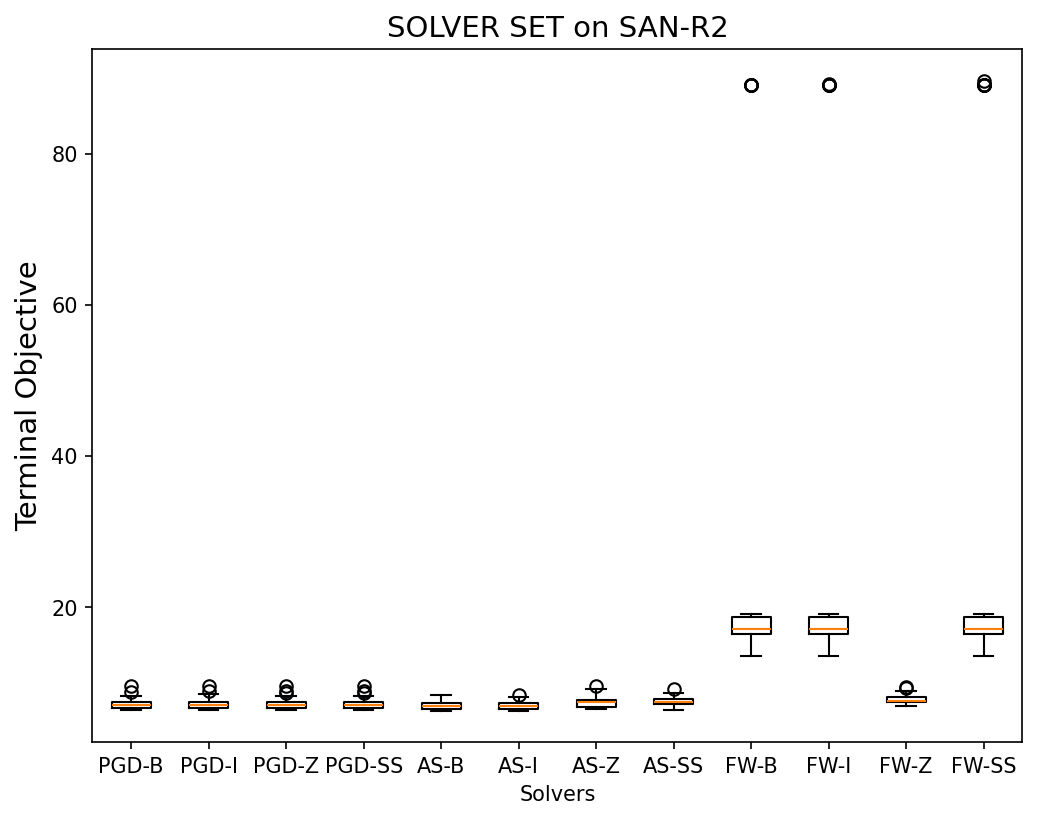 SOLVER SET on SAN-R2
Terminal Objective
80
60
40
20
PGD-B PGD-I PGD-Z PGD-SS AS-B AS-I AS-Z AS-SS FW-B FW-I FW-Z FW-SS
Solvers